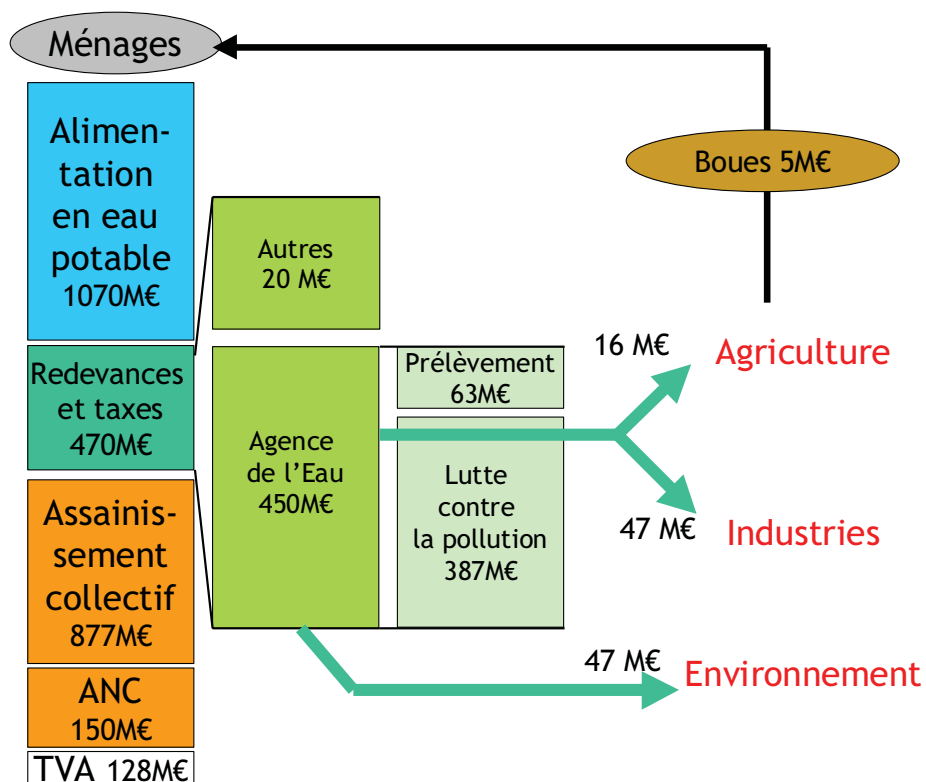 Ménages
Alimen-
tation
en eau
potable
1070M€
Redevances
et taxes
470M€
Assainis-
sement
collectif
877M€
ANC
150M€
TVA 128M€
Autres
20 M€
Agence
de l'Eau
450M€
Prélèvement
63M€
Lutte
contre
la pollution
387M€
Boues 5M€
16 M€
Agriculture
47 M€
Industries
47 M€
Environnement